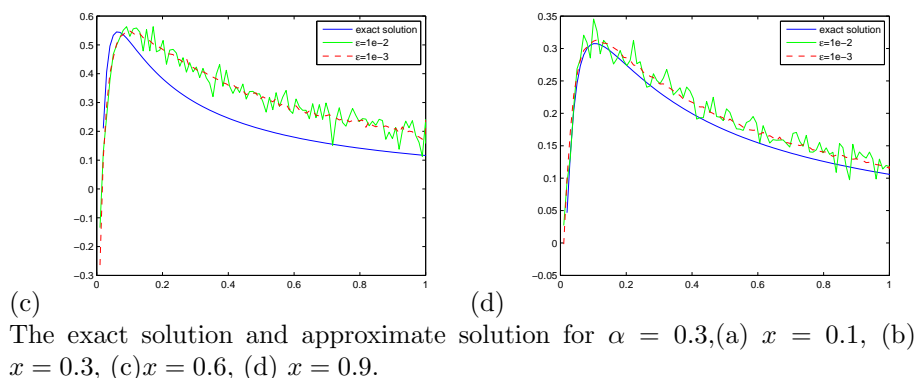 0.6
0.5
0.4
0.3
0.2
0.1
0
−0.1
−0.2
−0.3
0 0.2 0.4 0.6 0.8 1
exact solution
ε=1e−2
ε=1e−3
(c)
0.35
0.3
0.25
0.2
0.15
0.1
0.05
0
−0.05
0 0.2 0.4 0.6 0.8 1
exact solution
ε=1e−2
ε=1e−3
(d)
The exact solution and approximate solution for α = 0.3,(a) x = 0.1, (b)
x = 0.3, (c)x = 0.6, (d) x = 0.9.